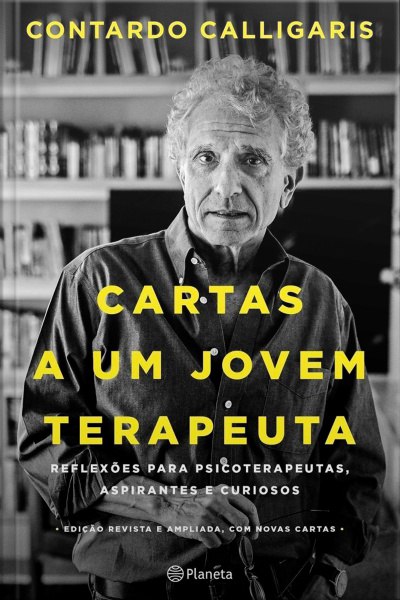 CONTARDO CALLIGARIS
CARTAS
A UM JOVEM
TERAPEUTA
REFLEXÕES PARA PSICOTERAPEUTAS,
ASPIRANTES E CURIOSOS
• EDIÇÃO REVISTA E AMPLIADA, COM NOVAS CARTAS •
Planeta